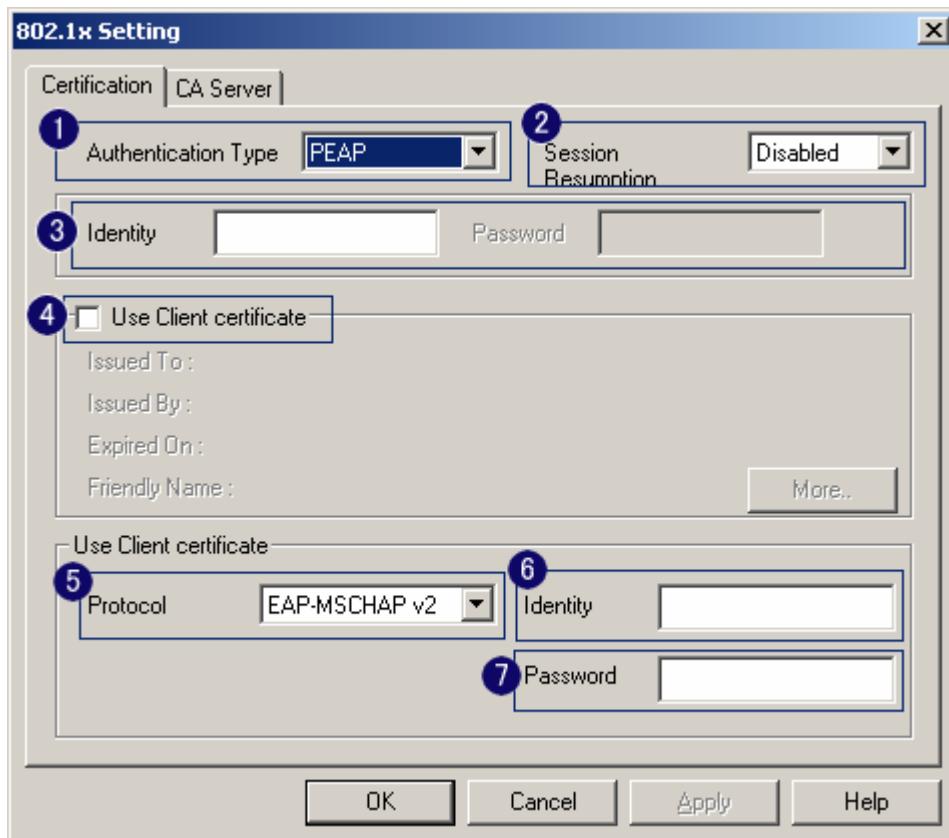 802.1x Setting
Certification CA Server
1 2
Authentication Type PEAP Session Disabled
Resumption
3 Identity Password
4 Use Client certificate
Issued To :
Issued By :
Expired On :
Friendly Name : More..
Use Client certificate
5 6
Protocol EAP-MSCHAP v2 Identity
7 Password
OK Cancel Apply Help